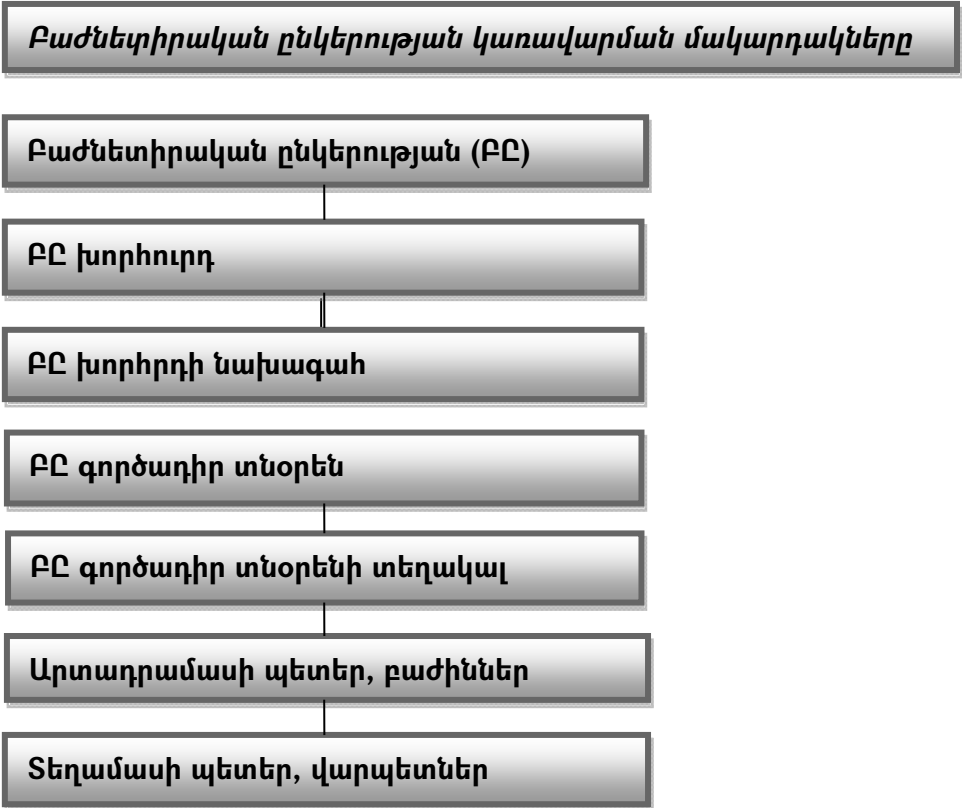 Բաժնետիրական ընկերության կառավարման մակարդակները
Բաժնետիրական ընկերության (ԲԸ)
ԲԸ խորհուրդ
ԲԸ խորհրդի նախագահ
ԲԸ գործադիր տնօրեն
ԲԸ գործադիր տնօրենի տեղակալ
Արտադրամասի պետեր, բաժիններ
Տեղամասի պետեր, վարպետներ